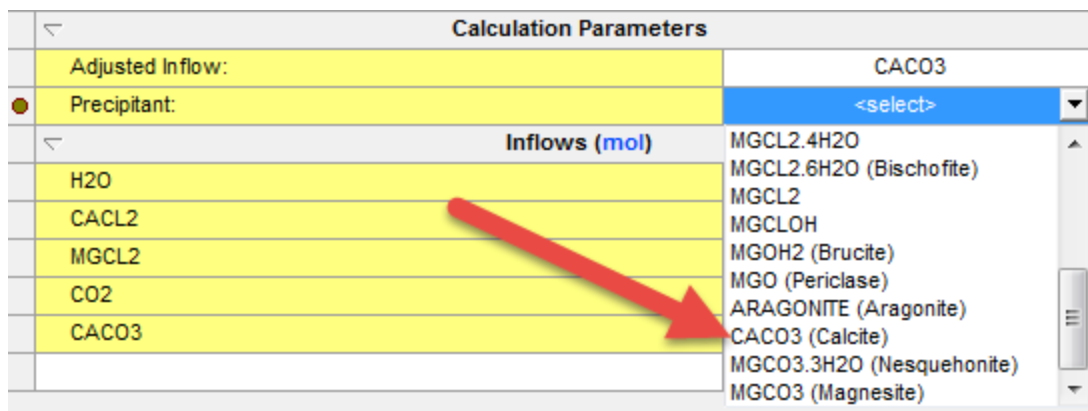 Calculation Parameters
Adjusted Inflow: CACO3
Precipitant: <select>
Inflows (mol)
H2O
CACL2
MGCL2
CO2
CACO3
MGCL2.4H2O
MGCL2.6H2O (Bischofite)
MGCL2
MGCLOH
MGOH2 (Brucite)
MGO (Periclase)
ARAGONITE (Aragonite)
CACO3 (Calcite)
MGCO3.3H2O (Nesquehonite)
MGCO3 (Magnesite)